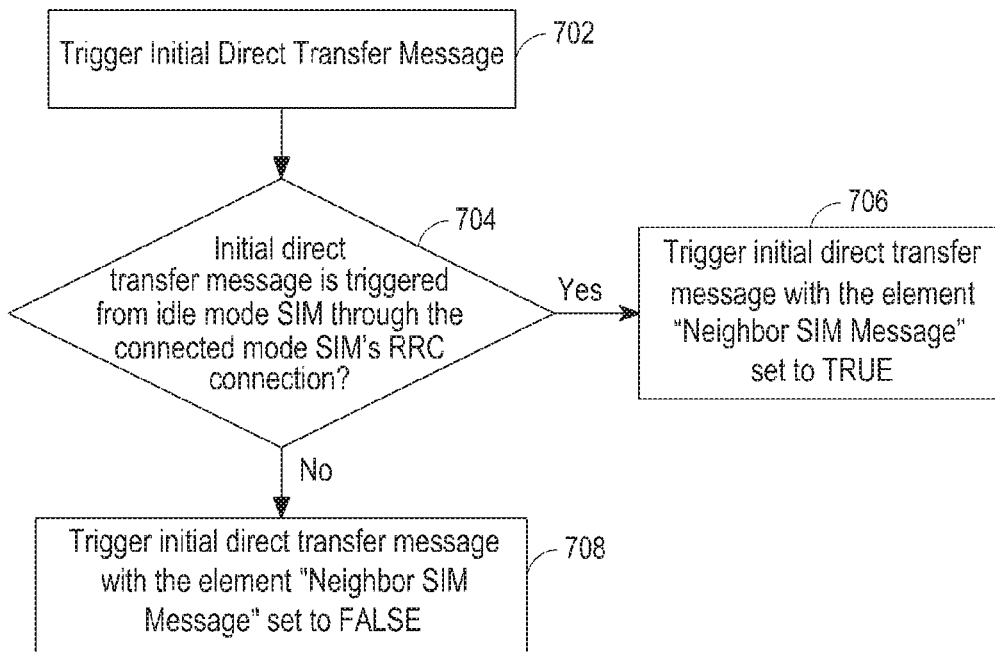 Trigger Initial Direct Transfer Message
702
Initial direct
transfer message is triggered
from idle mode SIM through the
connected mode SIM's RRC
connection?
704
Yes
706
Trigger initial direct transfer
message with the element
"Neighbor SIM Message"
set to TRUE
No
Trigger initial direct transfer message
with the element "Neighbor SIM
Message" set to FALSE
708